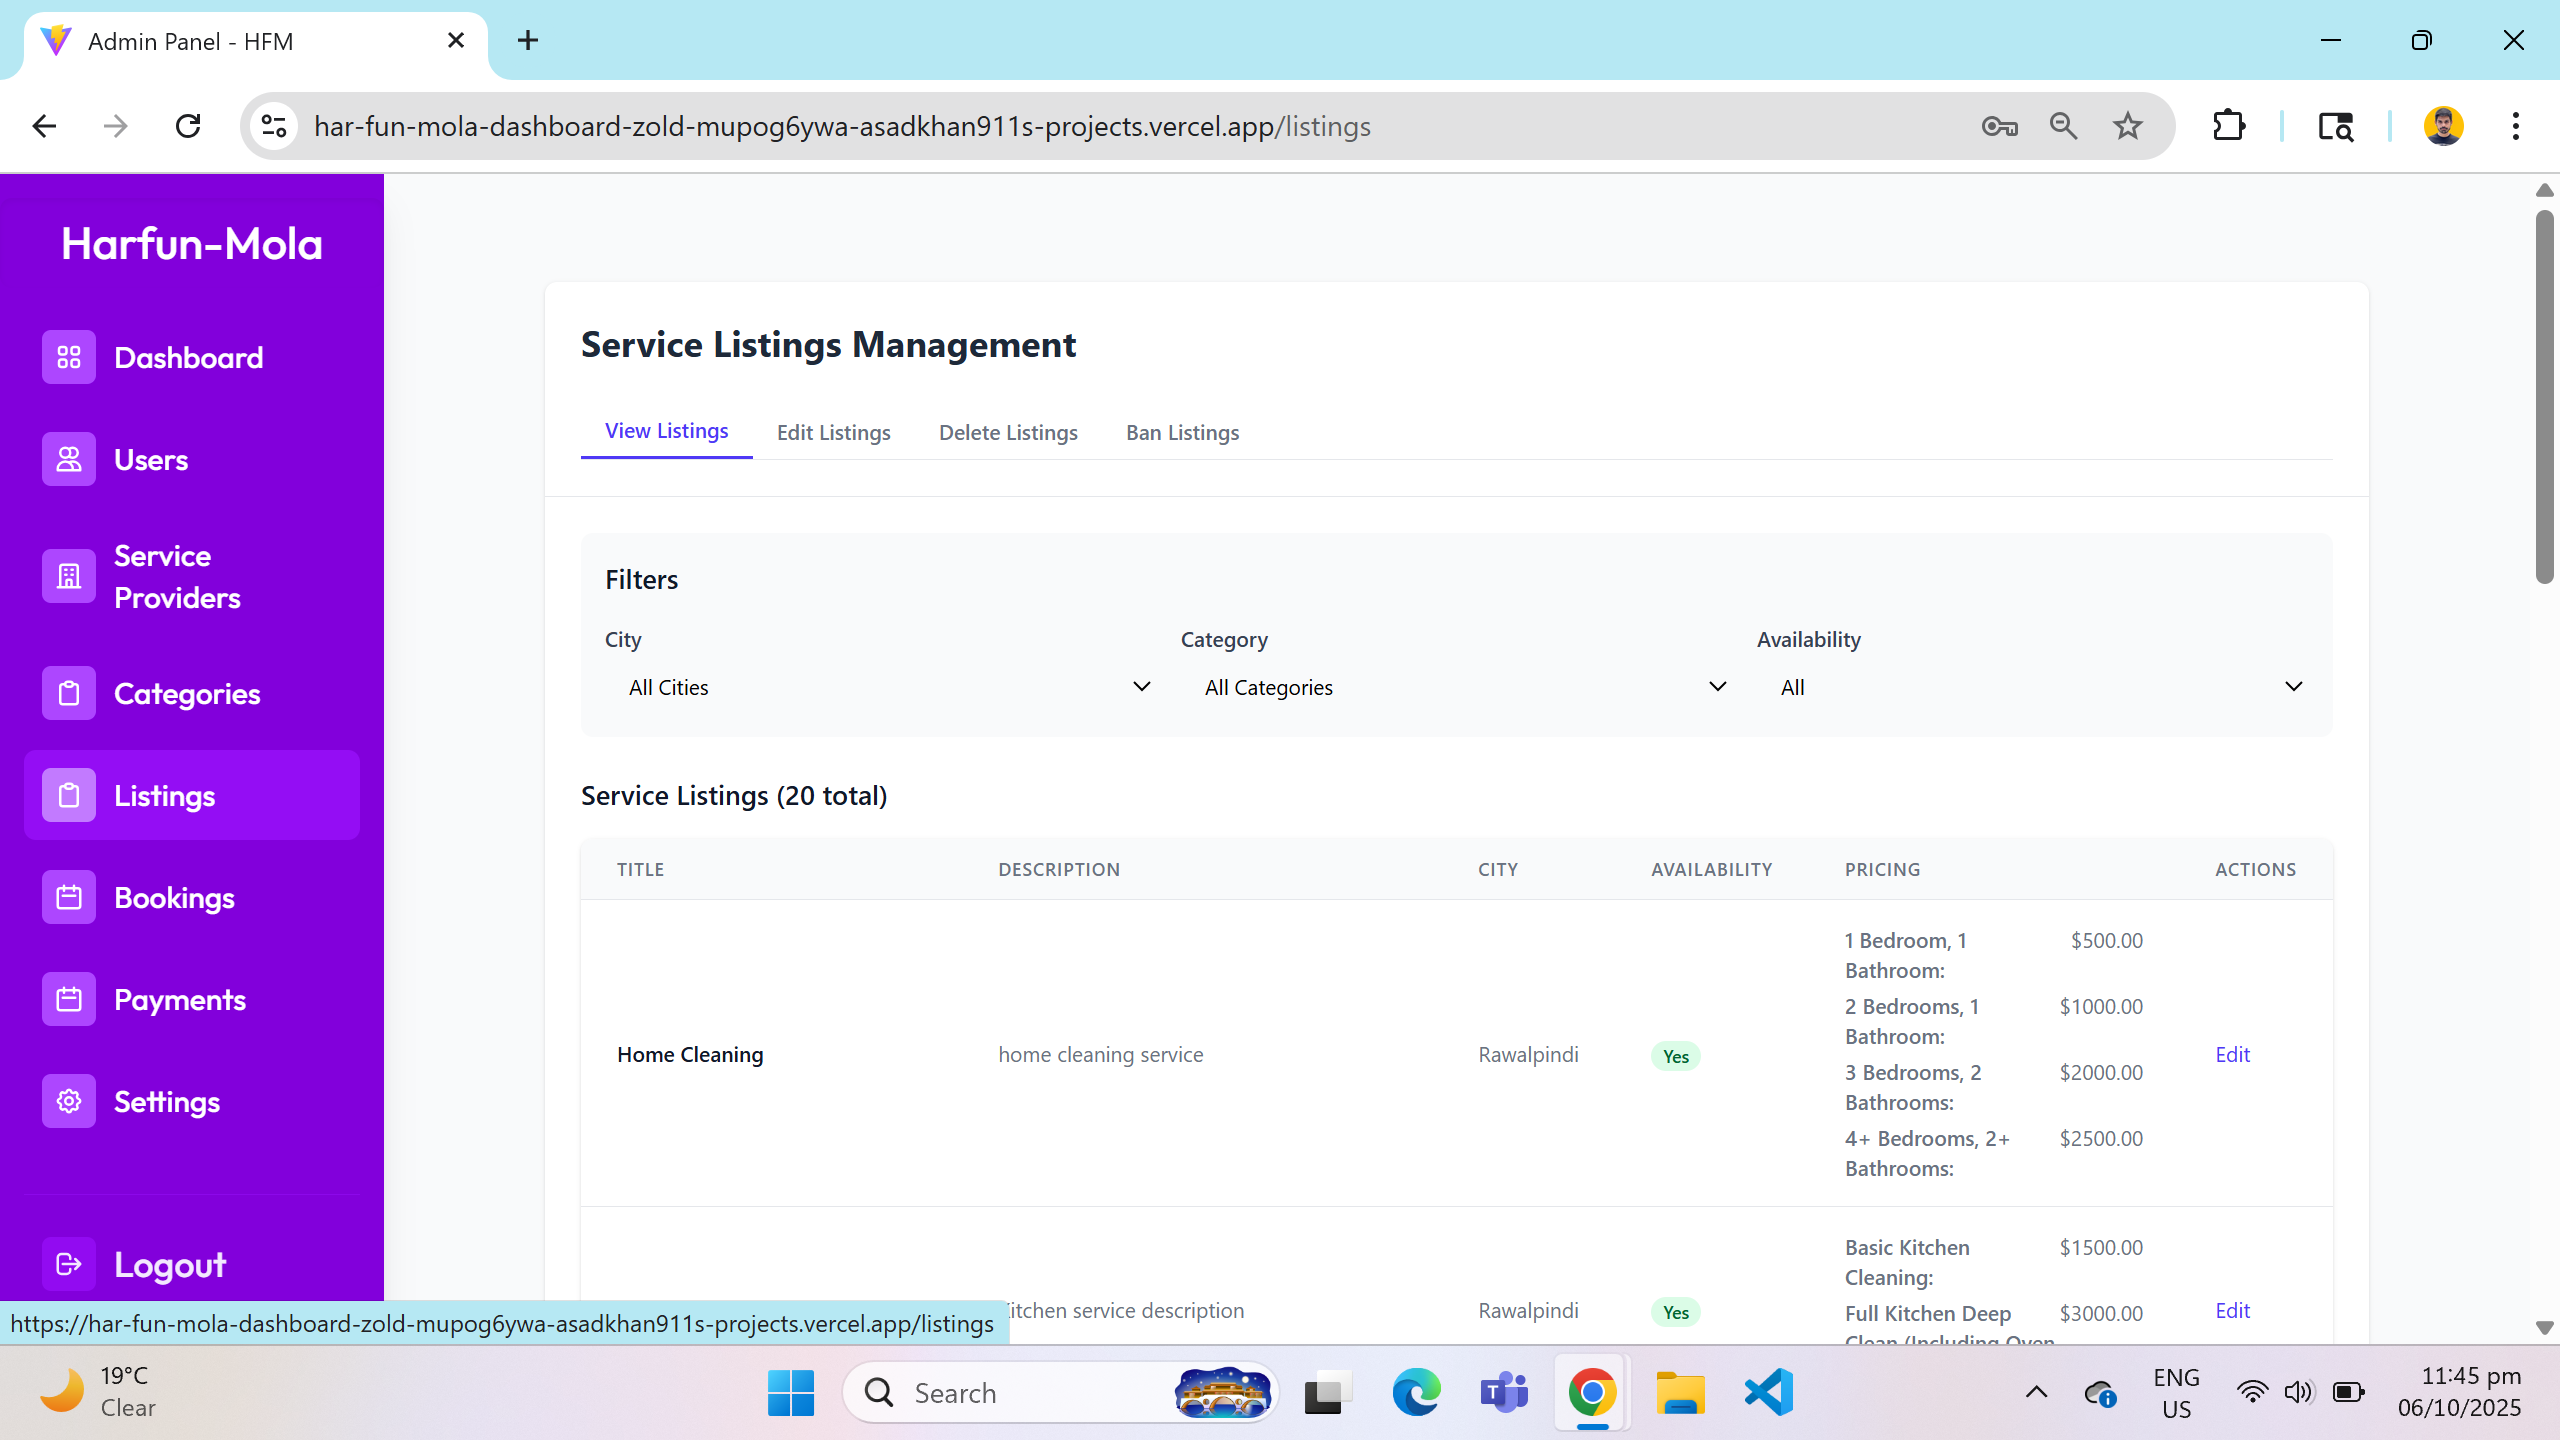 Admin Panel - HFM
har-fun-mola-dashboard-zold-mupog6ywa-asadkhan911s-projects.vercel.app/listings
Harfun-Mola
Dashboard
Users
Service
Providers
Categories
Listings
Bookings
Payments
Settings
Logout
Service Listings Management
View Listings Edit Listings Delete Listings Ban Listings
Filters
City Category Availability
All Cities All Categories All
Service Listings (20 total)
TITLE DESCRIPTION CITY AVAILABILITY PRICING ACTIONS
1 Bedroom, 1 $500.00
Bathroom:
2 Bedrooms, 1 $1000.00
Bathroom:
Home Cleaning home cleaning service Rawalpindi Yes Edit
3 Bedrooms, 2 $2000.00
Bathrooms:
4+ Bedrooms, 2+ $2500.00
Bathrooms:
Basic Kitchen $1500.00
Cleaning:
itchen service description Rawalpindi Yes Full Kitchen Deep $3000.00 Edit
Clean (Including Oven
https://har-fun-mola-dashboard-zold-mupog6ywa-asadkhan911s-projects.vercel.app/listings
19°C
Clear
Search
ENG
US
11:45 pm
06/10/2025